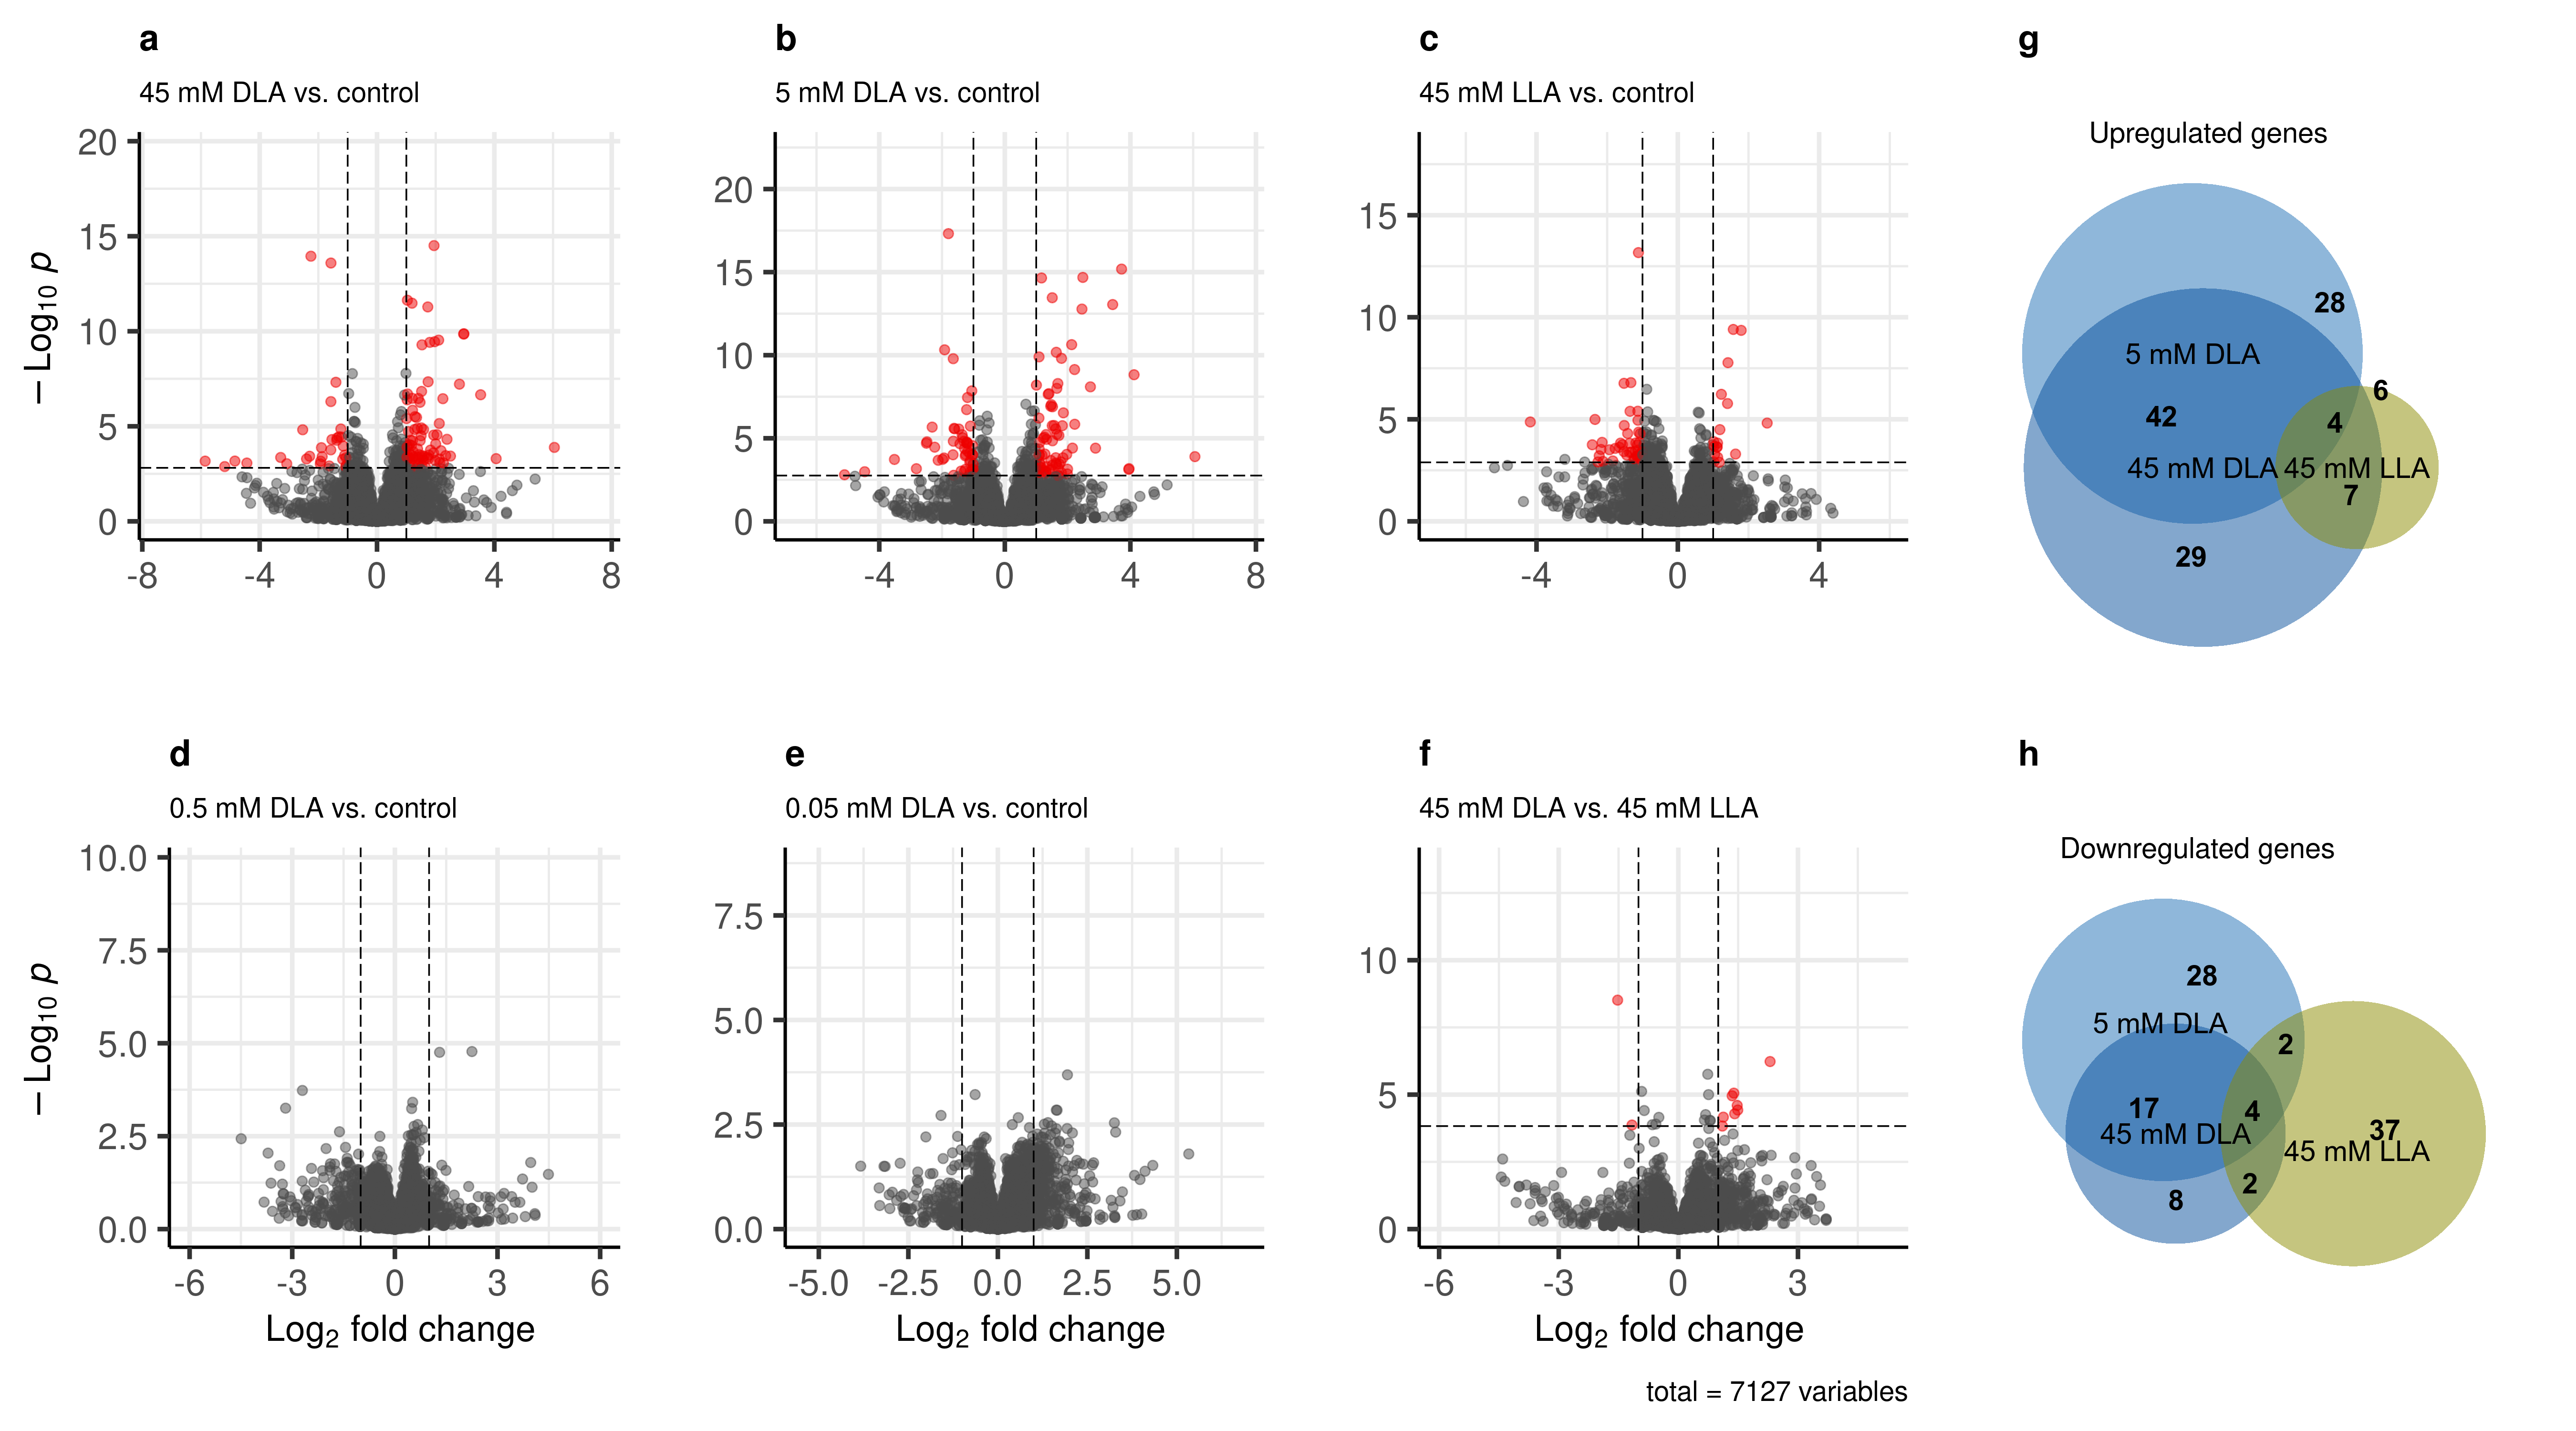 a
45 mM DLA vs. control
− Log10 p
20
15
10
5
0
-8 -4 0 4 8
b
5 mM DLA vs. control
20
15
10
5
0
-4 0 4 8
c
45 mM LLA vs. control
15
10
5
0
-4 0 4
g
Upregulated genes
28
5 mM DLA
6
42
4
45 mM DLA
45 mM LLA
7
29
d
0.5 mM DLA vs. control
− Log10 p
10.0
7.5
5.0
2.5
0.0
-6 -3 0 3 6
Log2 fold change
e
0.05 mM DLA vs. control
7.5
5.0
2.5
0.0
-5.0 -2.5 0.0 2.5 5.0
Log2 fold change
f
45 mM DLA vs. 45 mM LLA
10
5
0
-6 -3 0 3
Log2 fold change
total = 7127 variables
h
Downregulated genes
28
5 mM DLA
2
17
4
37
45 mM DLA
45 mM LLA
2
8